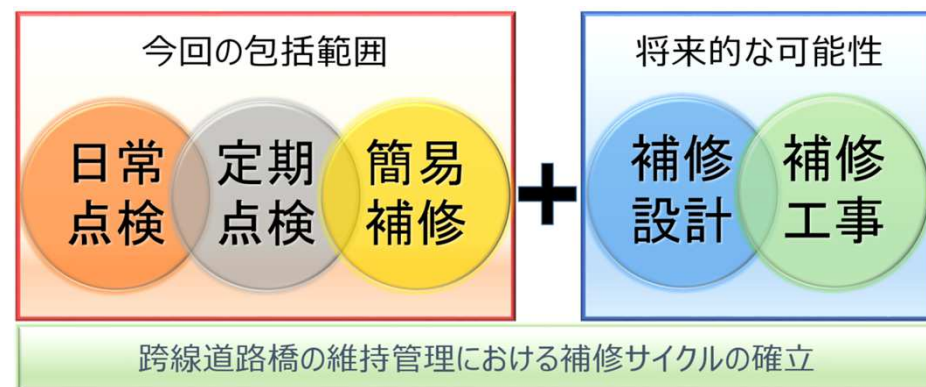 今回の包括範囲
日常
点検
定期
点検
簡易
補修
+
将来的な可能性
補修
設計
補修
工事
跨線道路橋の維持管理における補修サイクルの確立